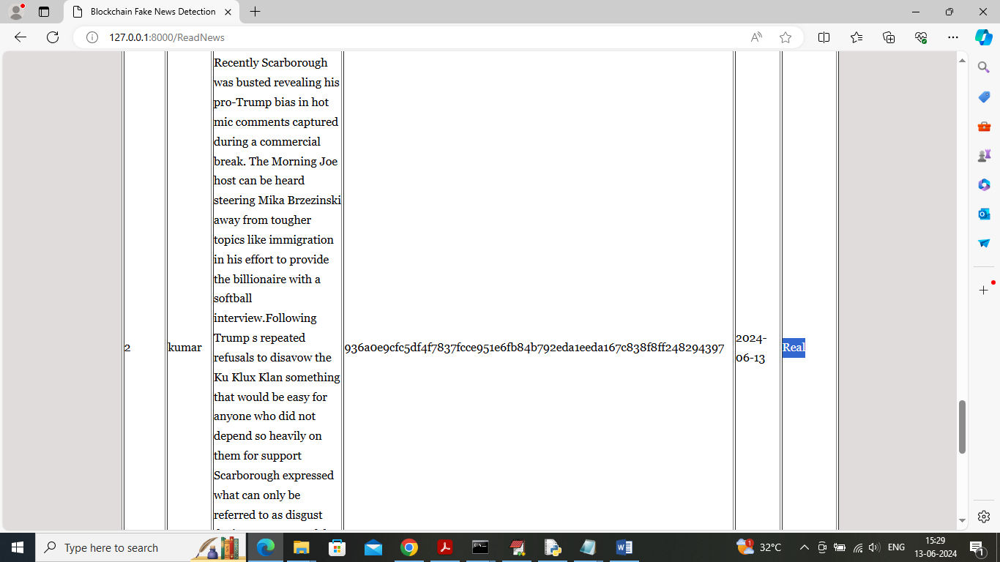 Blockchain Fake News Detection
127.0.0.1:8000/ReadNews
Recently Scarborough
was busted revealing his
pro-Trump bias in hot
mic comments captured
during a commercial
break. The Morning Joe
host can be heard
steering Mika Brzezinski
away from tougher
topics like immigration
in his effort to provide
the billionaire with a
softball
interview.Following
Trump s repeated
refusals to disavow the
Ku Klux Klan something
that would be easy for
anyone who did not
depend so heavily on
them for support
Scarborough expressed
what can only be
referred to as disgust
2
kumar
936a0e9cfc5df4f7837fcce951e6fb84b792eda1eeda167c838f8ff248294397
2024-
06-13
Real
Type here to search
1
32°C
ENG
15:29
13-06-2024
1